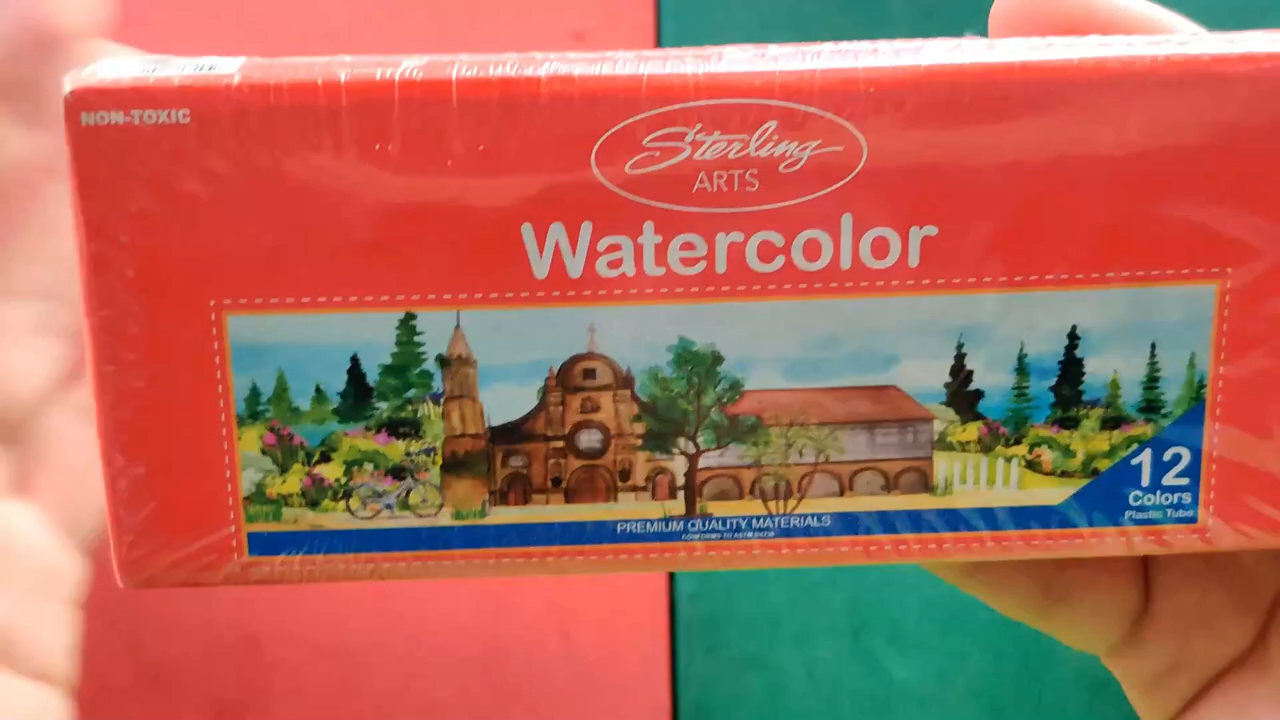 NON-TOXIC
Sterling
ARTS
Watercolor
12
Colors
Plastic Tube
PREMIUM QUALITY MATERIALS